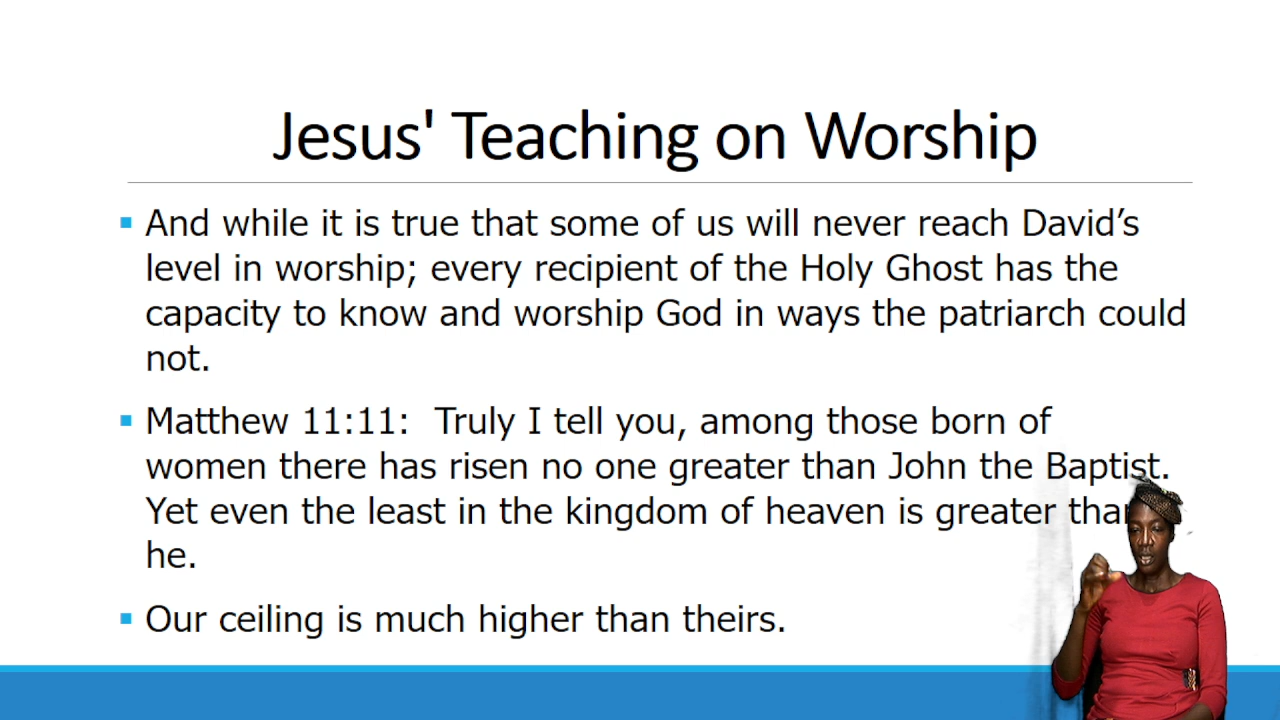 Jesus' Teaching on Worship
And while it is true that some of us will never reach David’s
level in worship; every recipient of the Holy Ghost has the
capacity to know and worship God in ways the patriarch could
not.
Matthew 11:11:  Truly I tell you, among those born of
women there has risen no one greater than John the Baptist.
Yet even the least in the kingdom of heaven is greater than
he.
Our ceiling is much higher than theirs.